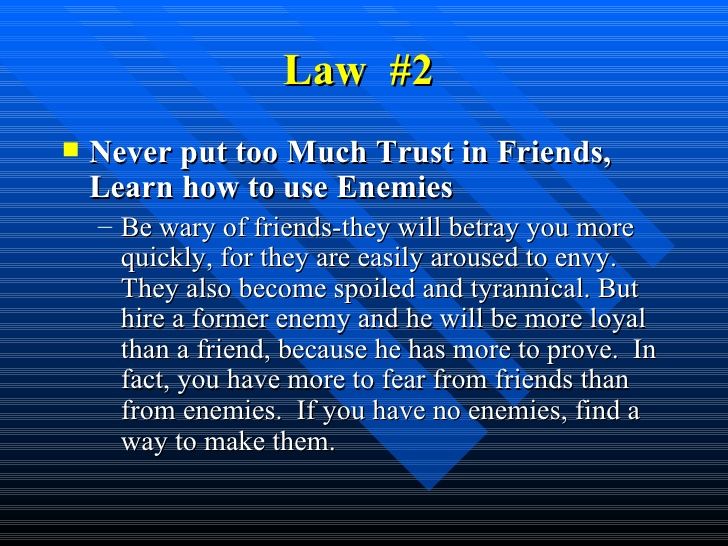 Law #2
Never put too Much Trust in Friends,
Learn how to use Enemies
– Be wary of friends-they will betray you more
quickly, for they are easily aroused to envy.
They also become spoiled and tyrannical. But
hire a former enemy and he will be more loyal
than a friend, because he has more to prove. In
fact, you have more to fear from friends than
from enemies. If you have no enemies, find a
way to make them.